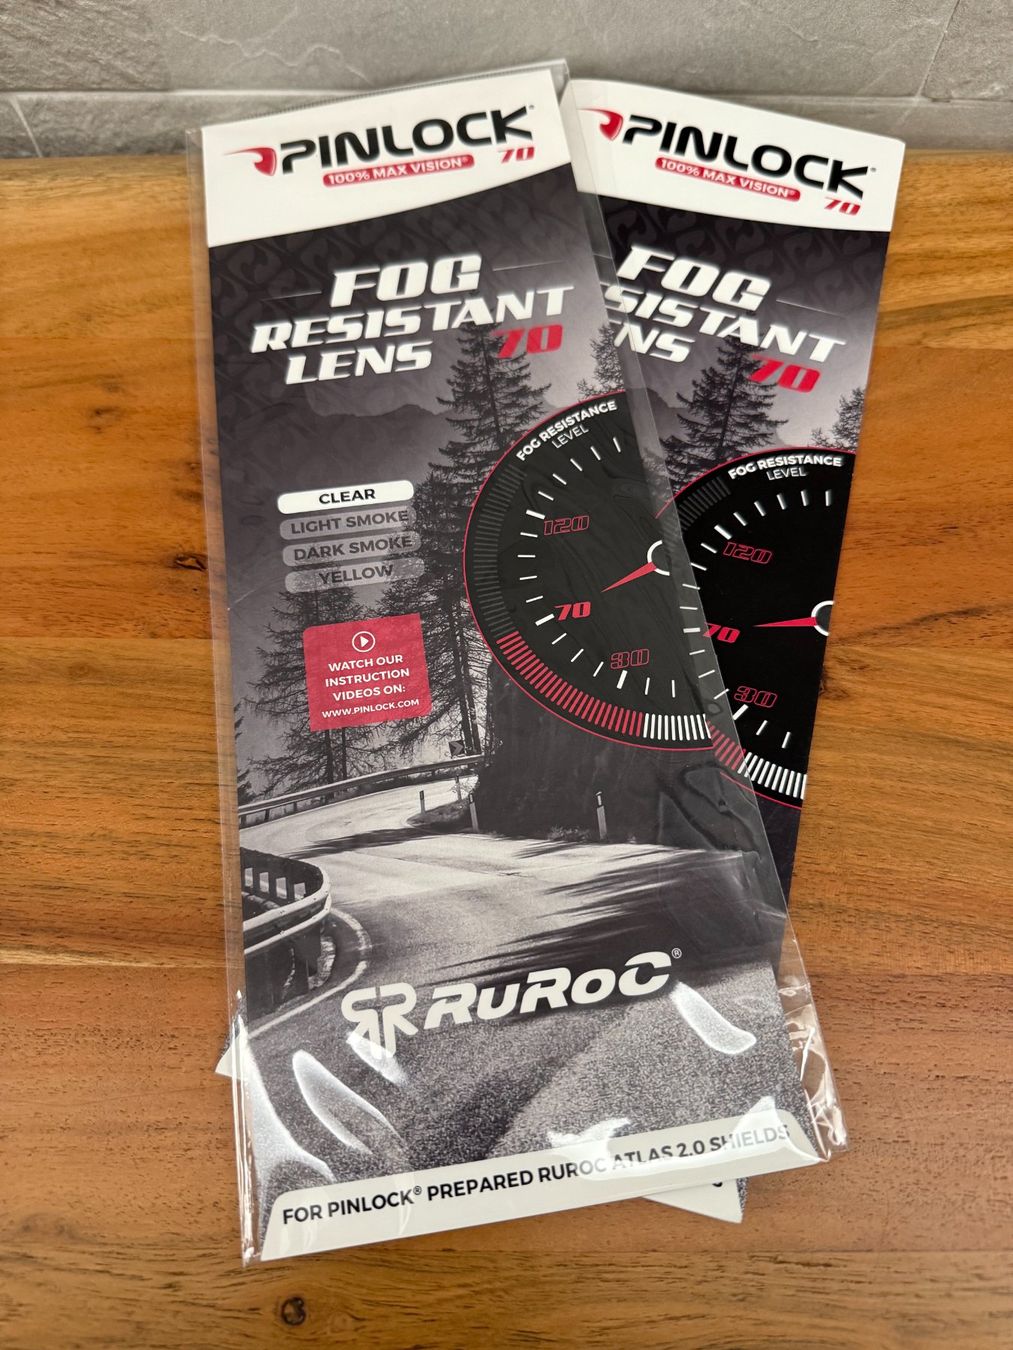 PINLOCK®
100% MAX VISION®
70
FOG
RESISTANT
LENS 70
CLEAR
LIGHT SMOKE
DARK SMOKE
YELLOW
WATCH OUR
INSTRUCTION
VIDEOS ON:
WWW.PINLOCK.COM
FOG RESISTANCE
LEVEL
120
70
30
RR RUROC®
FOR PINLOCK® PREPARED RUROC ATLAS 2.0 SHIELDS
PINLOCK®
100% MAX VISION®
70
FOG
SISTANT
NS 70
FOG RESISTANCE
LEVEL
120
70
30